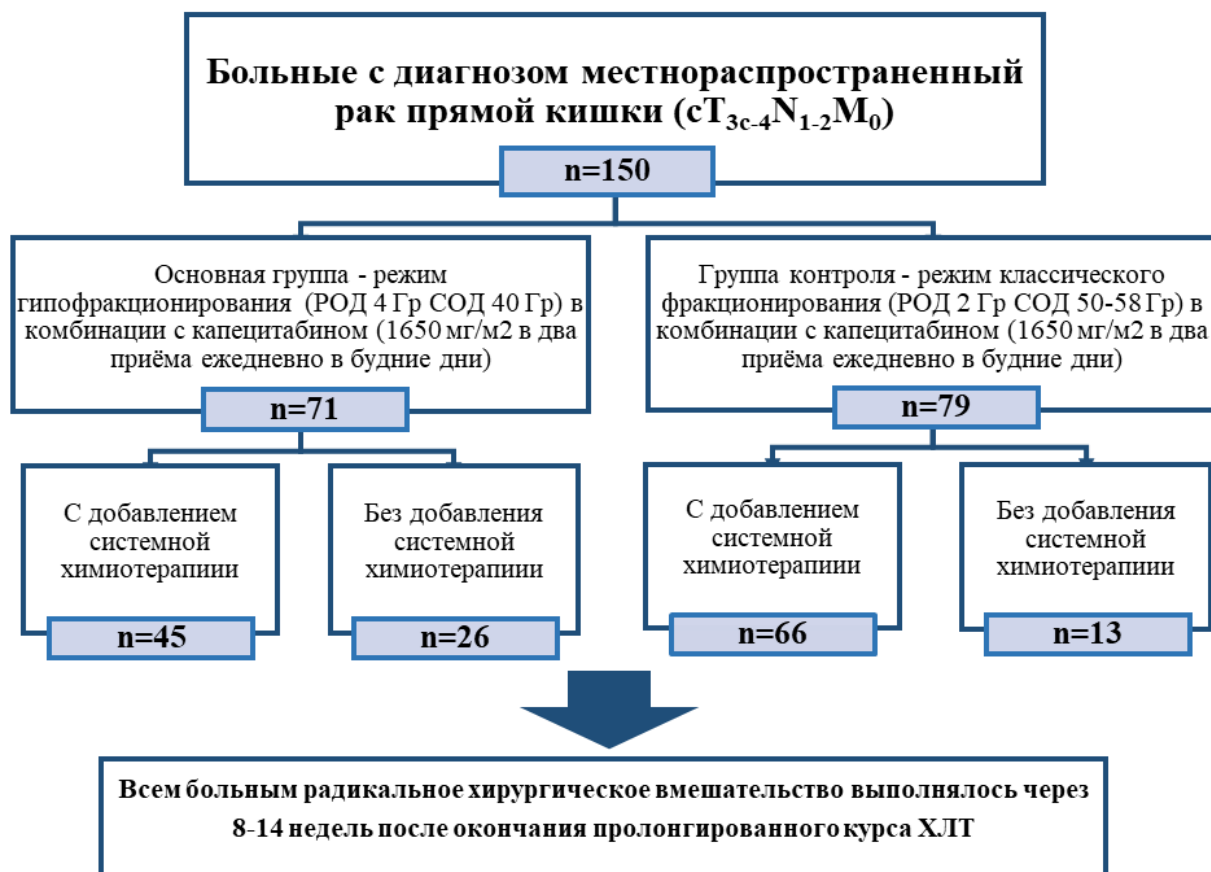 Больные с диагнозом местнораспространенный
рак прямой кишки (cT3c-4N1-2M0)
n=150
Основная группа - режим
гипофракционирования (РОД 4 Гр СОД 40 Гр) в
комбинации с капецитабином (1650 мг/м2 в два
приёма ежедневно в будние дни)
n=71
Группа контроля - режим классического
фракционирования (РОД 2 Гр СОД 50-58 Гр) в
комбинации с капецитабином (1650 мг/м2 в два
приёма ежедневно в будние дни)
n=79
С добавлением
системной
химиотерапиии
n=45
Без добавления
системной
химиотерапиии
n=26
С добавлением
системной
химиотерапиии
n=66
Без добавления
системной
химиотерапиии
n=13
Всем больным радикальное хирургическое вмешательство выполнялось через
8-14 недель после окончания пролонгированного курса ХЛТ